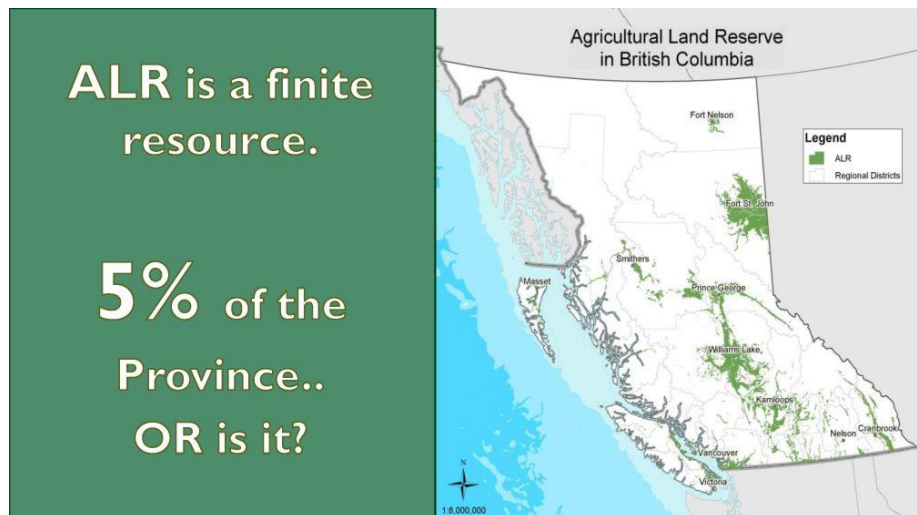 ALR is a finite
resource.
5% of the
Province..
OR is it?
Agricultural Land Reserve
in British Columbia
Fort Nelson
Legend
ALR
Regional Districts
Fort St. John
Smithers
Prince George
Masset
Williams Lake
Kamloops
Cranbrook
Nelson
Vancouver
Victoria
N
1:8,000,000